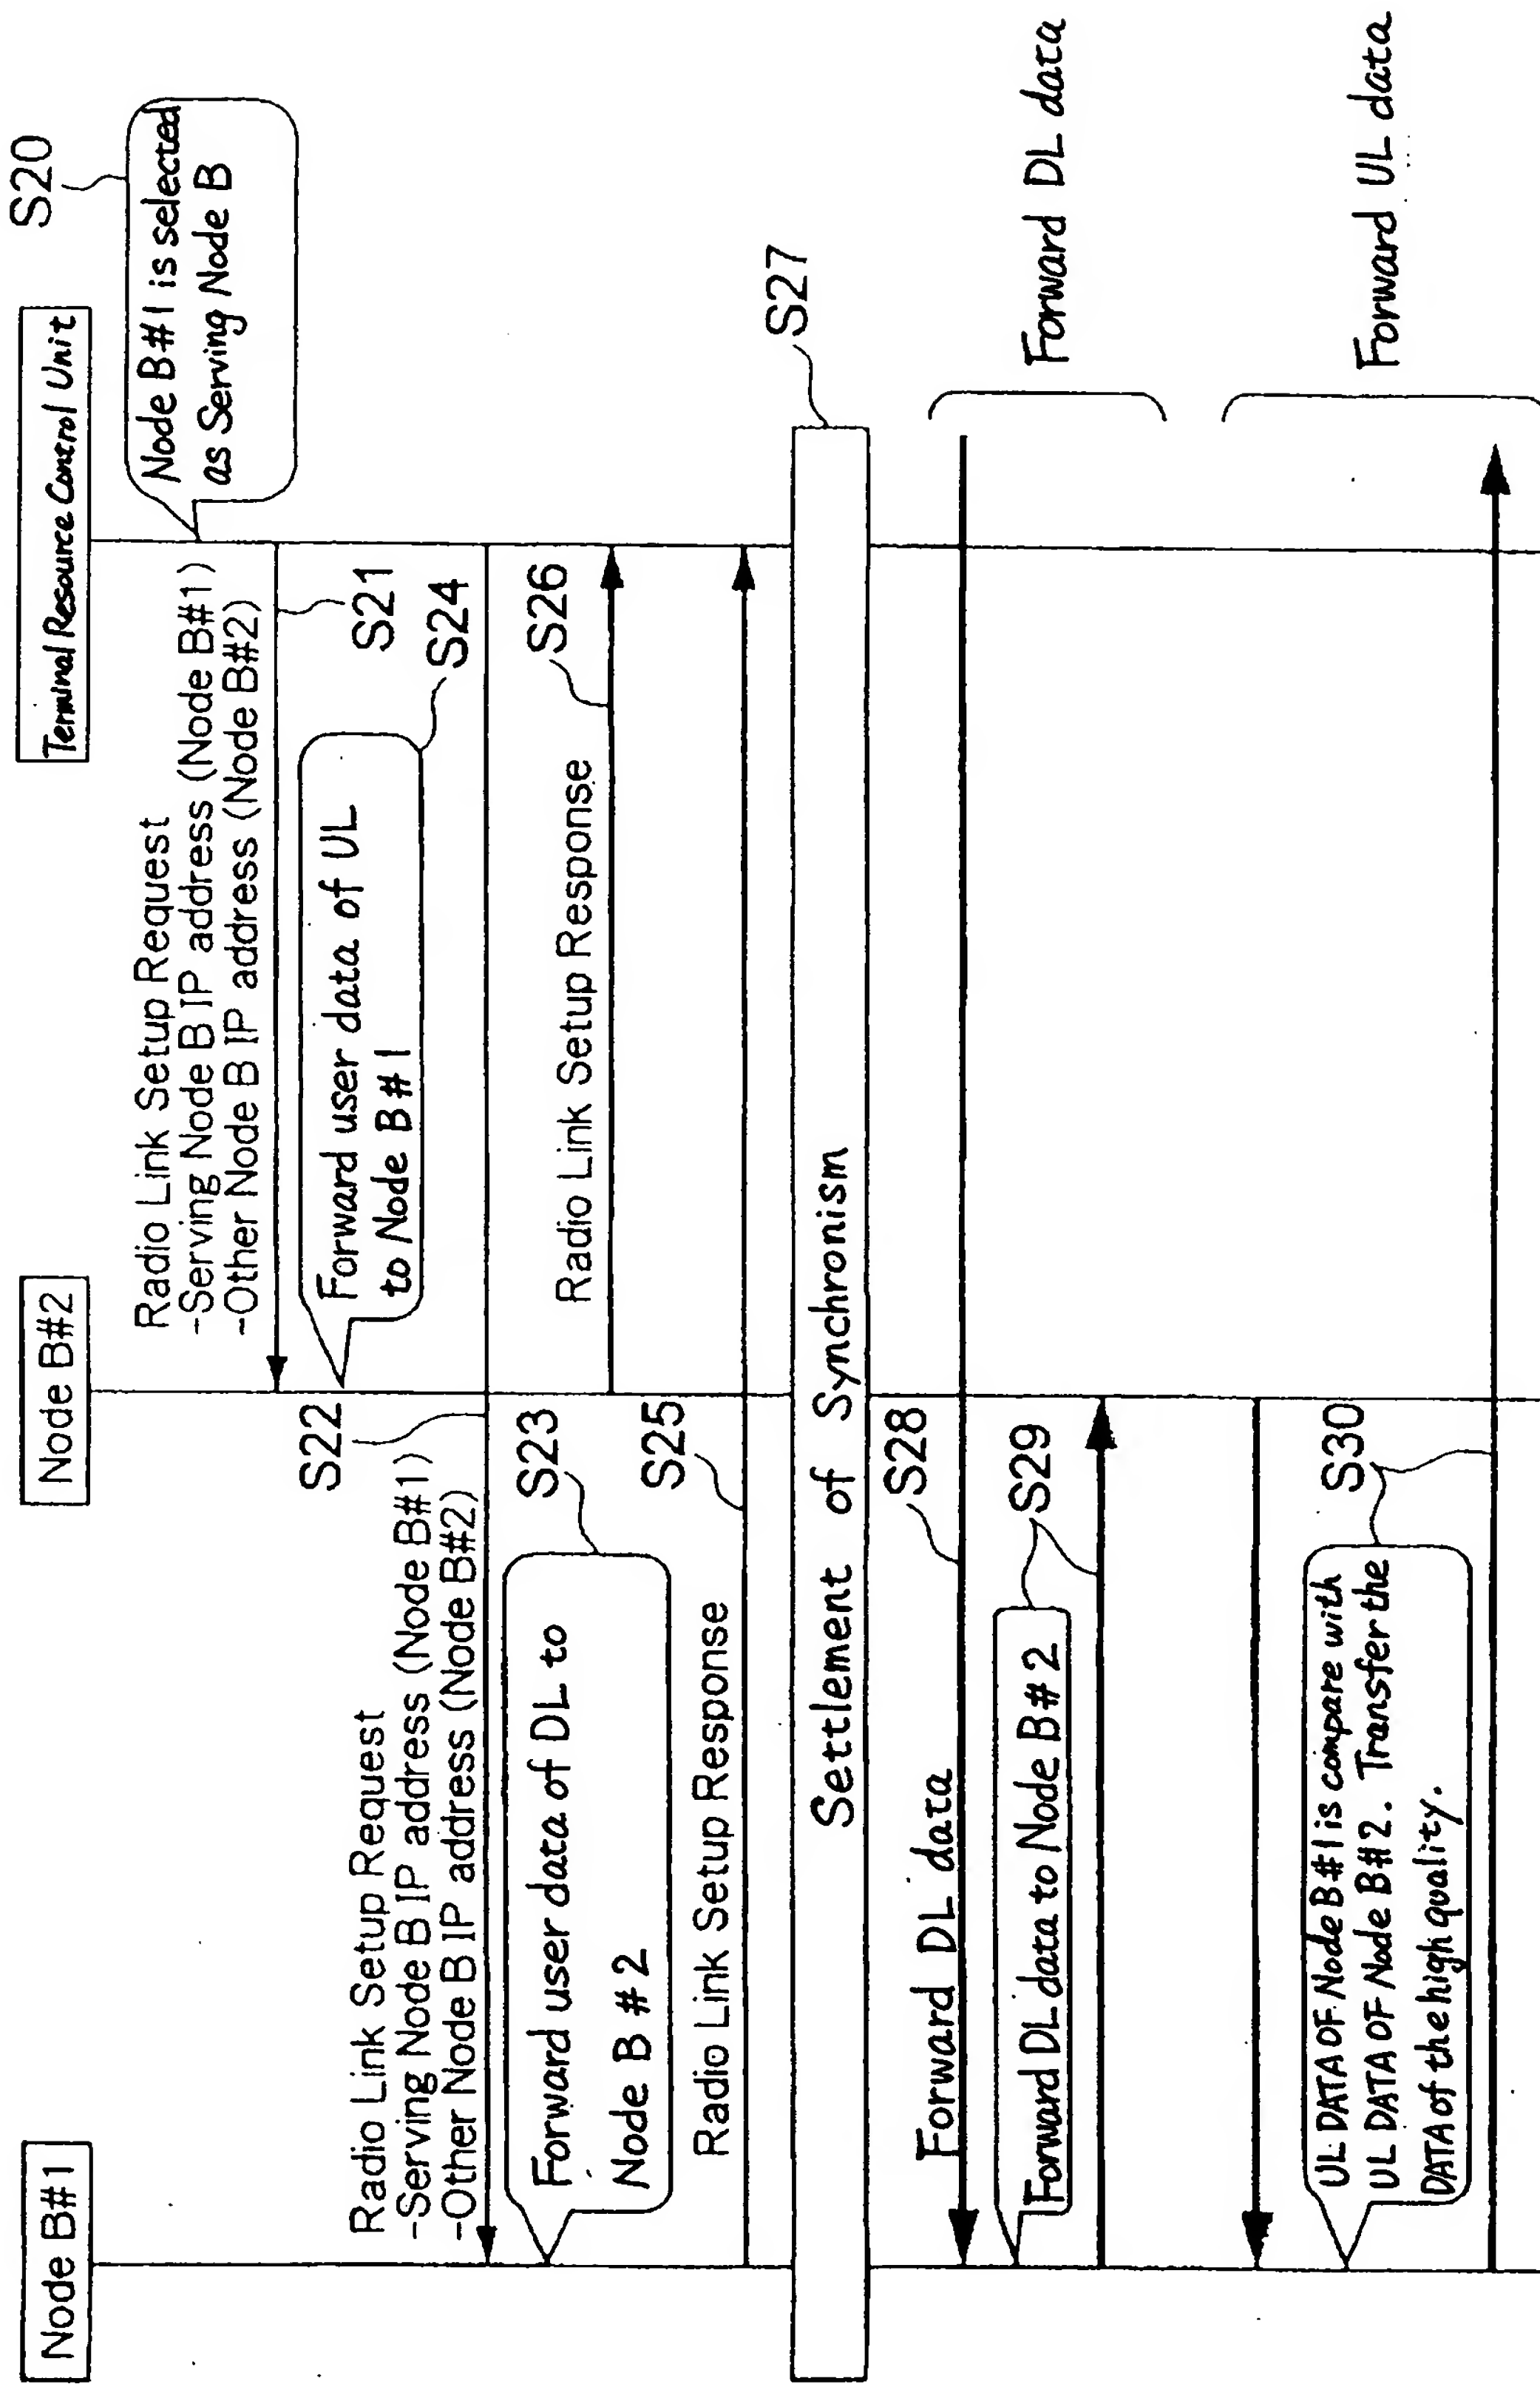 Node B#1
Node B#2
Terminal Resource Control Unit
S20
Node B#1 is selected
as Serving Node B
Radio Link Setup Request
-Serving Node B IP address (Node B#1)
-Other Node B IP address (Node B#2)
S21
Forward user data of UL
to Node B#1
S24
S22
Radio Link Setup Request
-Serving Node B IP address (Node B#1)
-Other Node B IP address (Node B#2)
S23
Forward user data of DL to
Node B#2
S26
Radio Link Setup Response
S25
Radio Link Setup Response
S27
Settlement of Synchronism
S28
Forward DL data
Forward DL data
S29
Forward DL data to Node B#2
Forward UL data
S30
UL DATA OF Node B#1 is compare with
UL DATA OF Node B#2. Transfer the
DATA of the high quality.